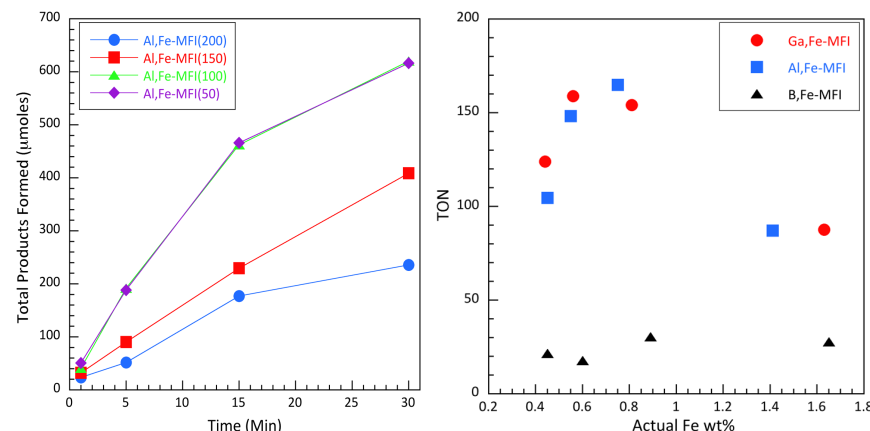 700
600
500
400
300
200
100
0
Total Products Formed (μmoles)
Al,Fe-MFI(200)
Al,Fe-MFI(150)
Al,Fe-MFI(100)
Al,Fe-MFI(50)
0 5 10 15 20 25 30
Time (Min)
200
150
100
50
0
TON
Ga,Fe-MFI
Al,Fe-MFI
B,Fe-MFI
0.2 0.4 0.6 0.8 1 1.2 1.4 1.6 1.8
Actual Fe wt%